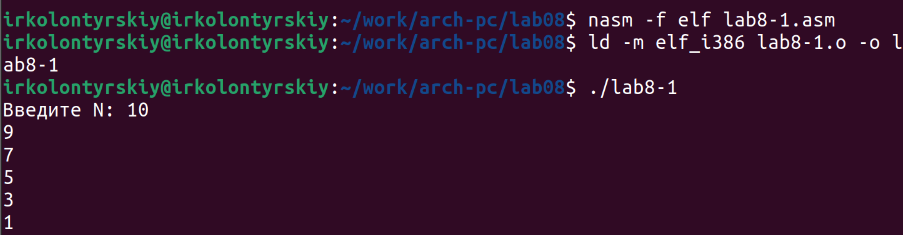 irkolontyrskiy@irkolontyrskiy:~/work/arch-pc/lab08$ nasm -f elf lab8-1.asm
irkolontyrskiy@irkolontyrskiy:~/work/arch-pc/lab08$ ld -m elf_i386 lab8-1.o -o l
ab8-1
irkolontyrskiy@irkolontyrskiy:~/work/arch-pc/lab08$ ./lab8-1
Введите N: 10
9
7
5
3
1